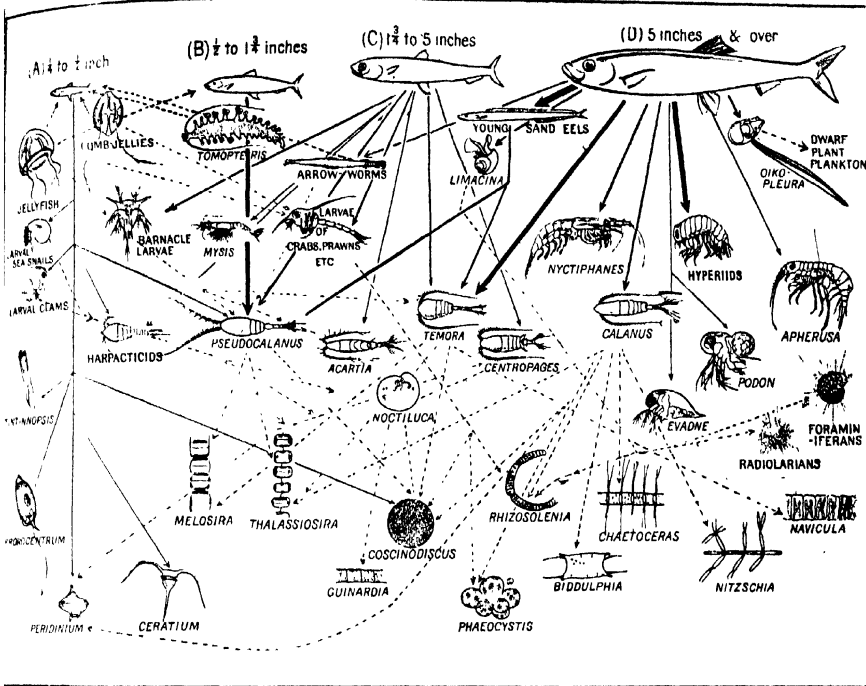 (A) ¼ to ½ inch
(B) ½ to 1¾ inches
(C) 1¾ to 5 inches
(D) 5 inches & over
COMB-JELLIES
TOMOPTERIS
YOUNG SAND EELS
ARROW-WORMS
LIMACINA
OIKO-
PLEURA
DWARF
PLANT
PLANKTON
JELLYFISH
LARVAL
SEA SNAILS
BARNACLE
LARVAE
MYSIS
LARVAE
OF
CRABS, PRAWNS
ETC
NYCTIPHANES
HYPERIIDS
LARVAL CLAMS
HARPACTICIDS
PSEUDOCALANUS
ACARTIA
TEMORA
CENTROPAGES
CALANUS
PODON
APHERUSA
NOCTILUCA
EVADNE
FORAMIN
-IFERANS
RADIOLARIANS
MELOSIRA
THALASSIOSIRA
COSCINODISCUS
RHIZOSOLENIA
CHAETOCERAS
NAVICULA
GUINARDIA
BIDDULPHIA
NITZSCHIA
PERIDINIUM
CERATIUM
PHAEOCYSTIS